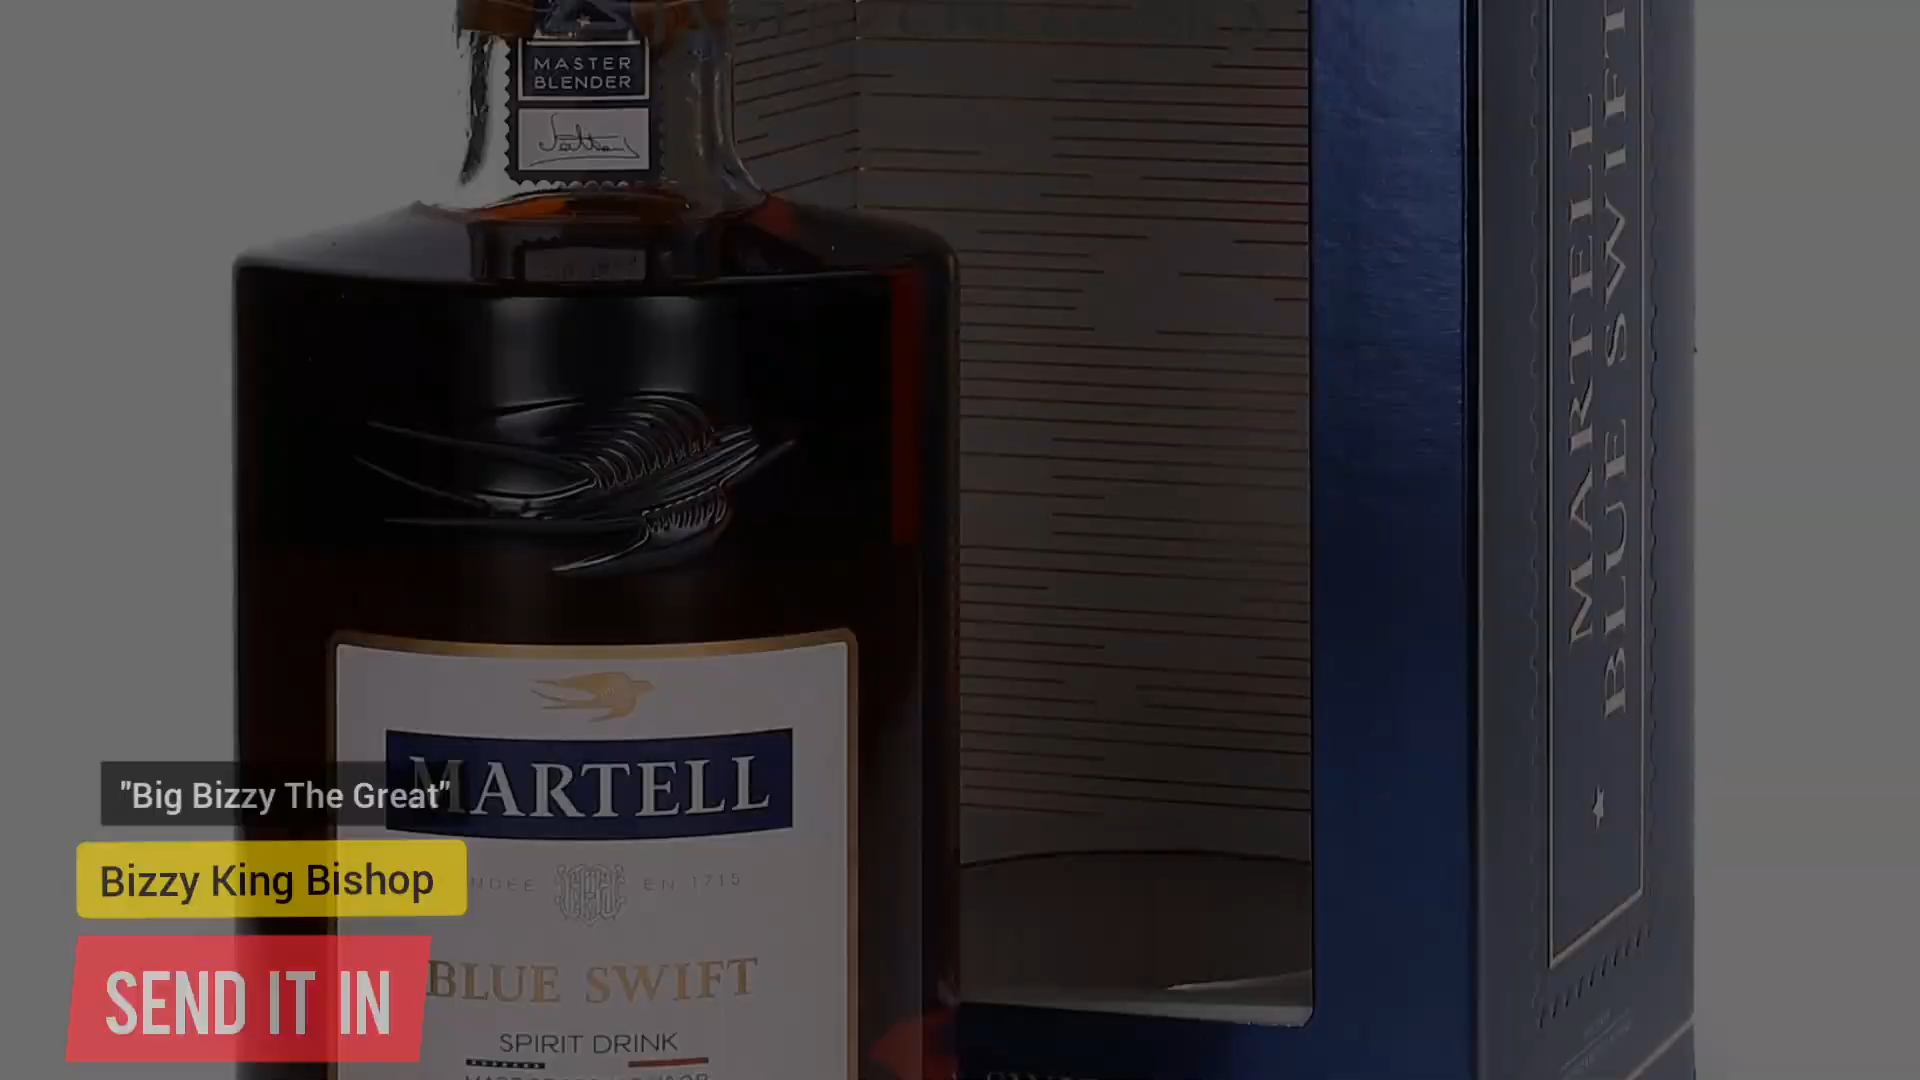 MASTER
BLENDER
MARTELL
BLUE SWIFT
"Big Bizzy The Great"
MARTELL
Bizzy King Bishop
EN 1715
SEND IT IN
BLUE SWIFT
SPIRIT DRINK